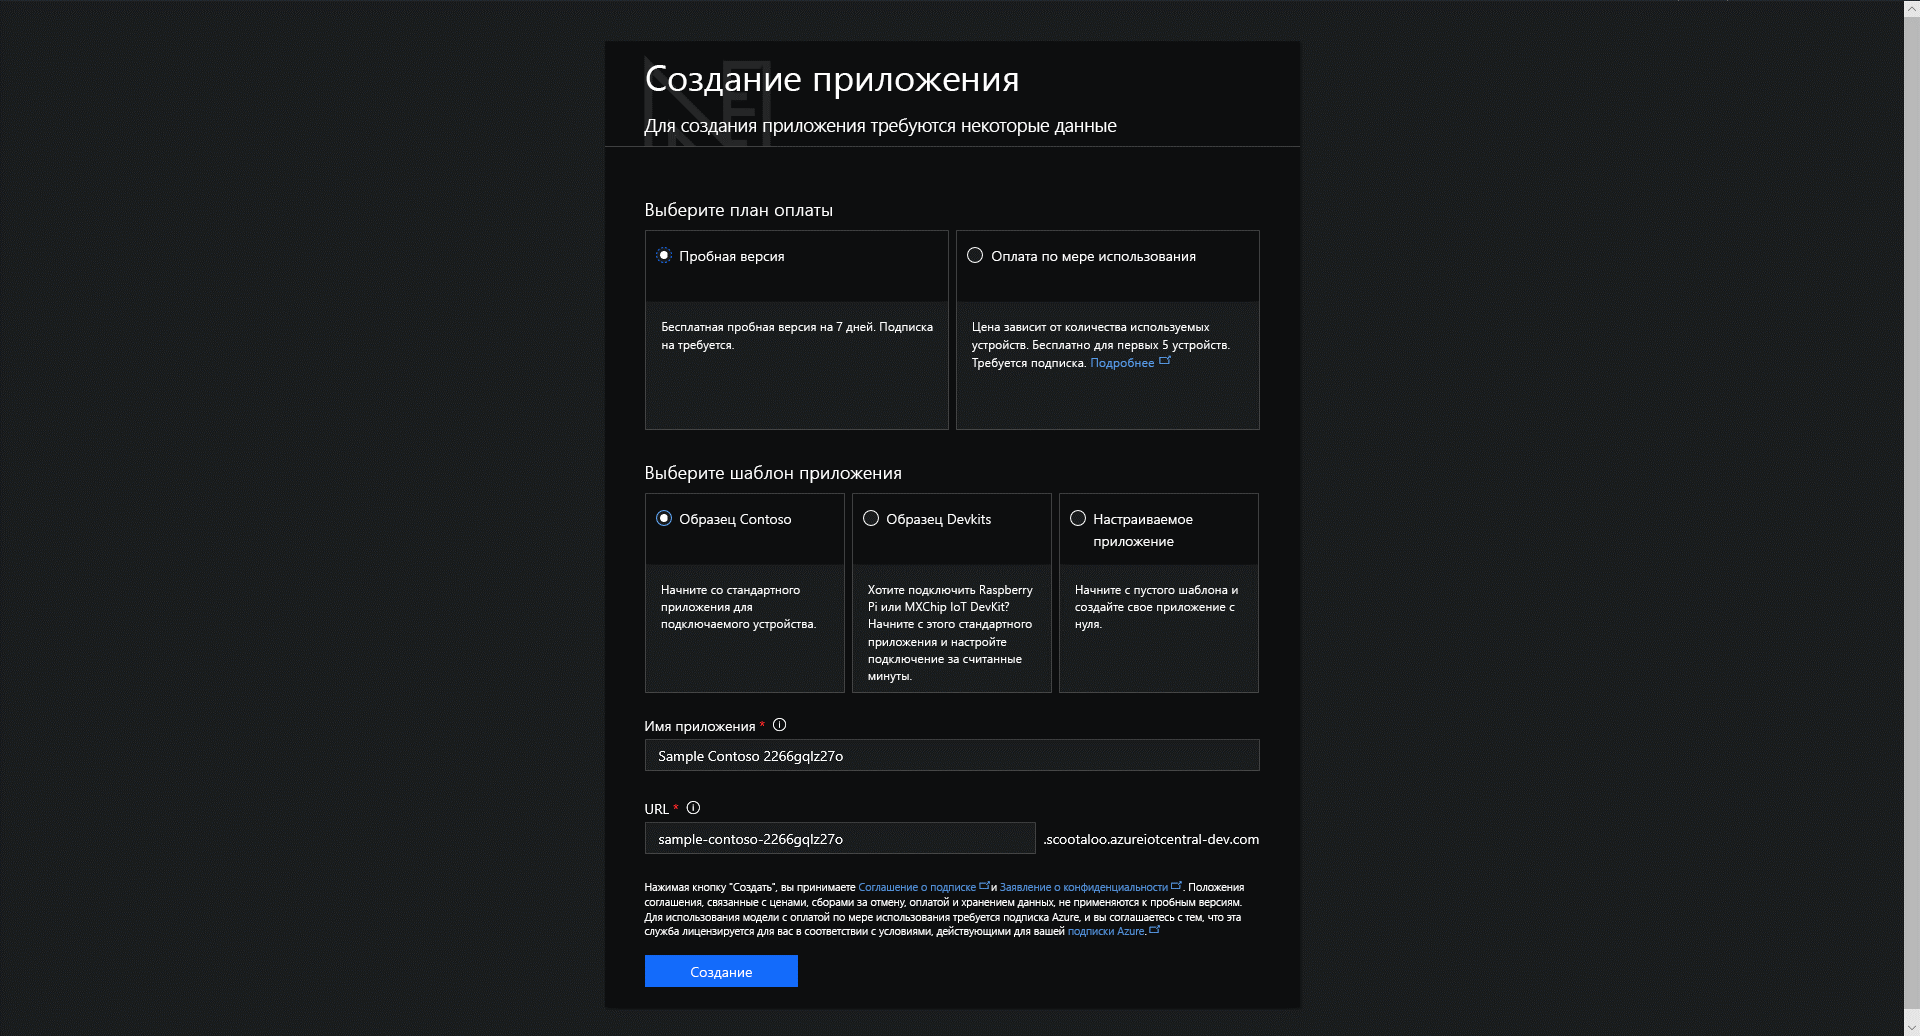 Создание приложения
Для создания приложения требуются некоторые данные
Выберите план оплаты
Пробная версия
Бесплатная пробная версия на 7 дней. Подписка
на требуется.
Оплата по мере использования
Цена зависит от количества используемых
устройств. Бесплатно для первых 5 устройств.
Требуется подписка. Подробнее
Выберите шаблон приложения
Образец Contoso
Начните со стандартного
приложения для
подключаемого устройства.
Образец Devkits
Хотите подключить Raspberry
Pi или MXChip IoT DevKit?
Начните с этого стандартного
приложения и настройте
подключение за считанные
минуты.
Настраиваемое
приложение
Начните с пустого шаблона и
создайте свое приложение с
нуля.
Имя приложения *
Sample Contoso 2266gqlz27o
URL *
sample-contoso-2266gqlz27o .scootaloo.azureiotcentral-dev.com
Нажимая кнопку "Создать", вы принимаете Соглашение о подписке и Заявление о конфиденциальности. Положения
соглашения, связанные с ценами, сборами за отмену, оплатой и хранением данных, не применяются к пробным версиям.
Для использования модели с оплатой по мере использования требуется подписка Azure, и вы соглашаетесь с тем, что эта
служба лицензируется для вас в соответствии с условиями, действующими для вашей подписки Azure.
Создание